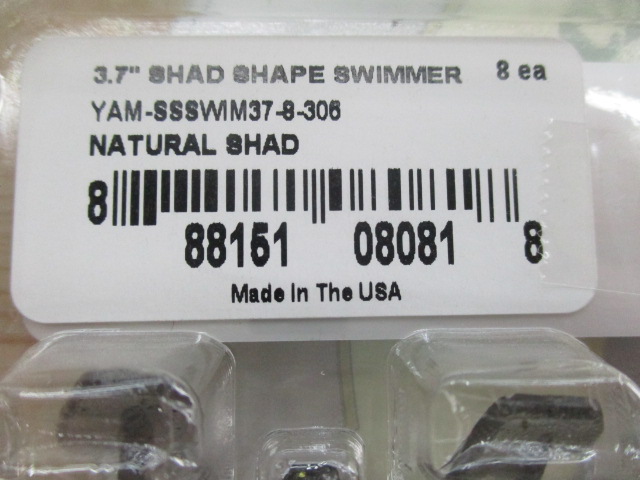 3.7" SHAD SHAPE SWIMMER 8 ea
YAM-SSSWIM37-8-306
NATURAL SHAD
8 88151 08081 8
Made In The USA